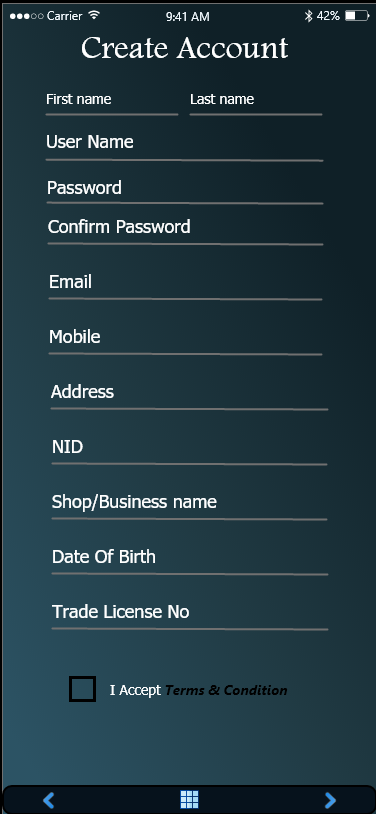 Carrier 9:41 AM 42%
Create Account
First name Last name
User Name
Password
Confirm Password
Email
Mobile
Address
NID
Shop/Business name
Date Of Birth
Trade License No
I Accept Terms & Condition